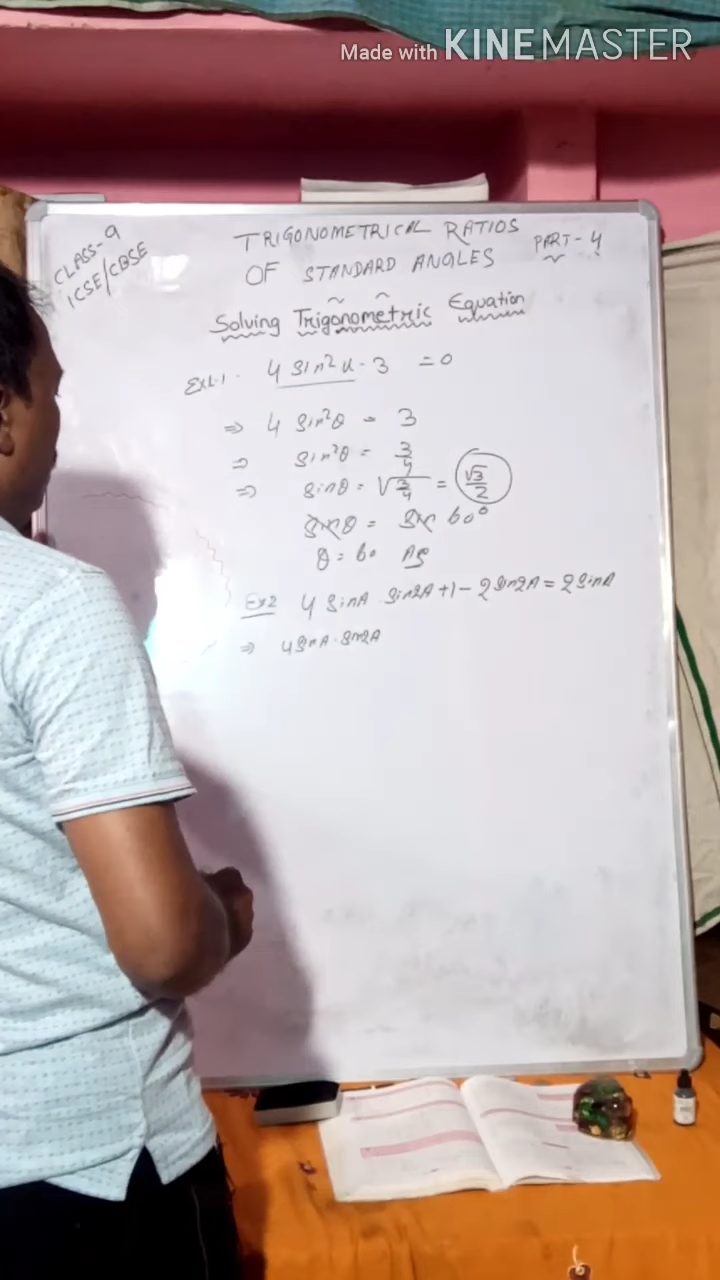 Made with KINEMASTER
CLASS-9
ICSE/CBSE
TRIGONOMETRICAL RATIOS
OF STANDARD ANGLES PART-4
Solving Trigonometric Equation
Ex-1. 4 sin²x - 3 = 0
⇒ 4 sin²θ = 3
⇒ sin²θ = 3/4
⇒ sinθ = √3/4 = √3/2
sinθ = sin 60°
θ = 60 Ag
Ex2 4 sinA sin2A + 1 - 2 sin2A = 2 sinA
⇒ 4 sinA · sin2A